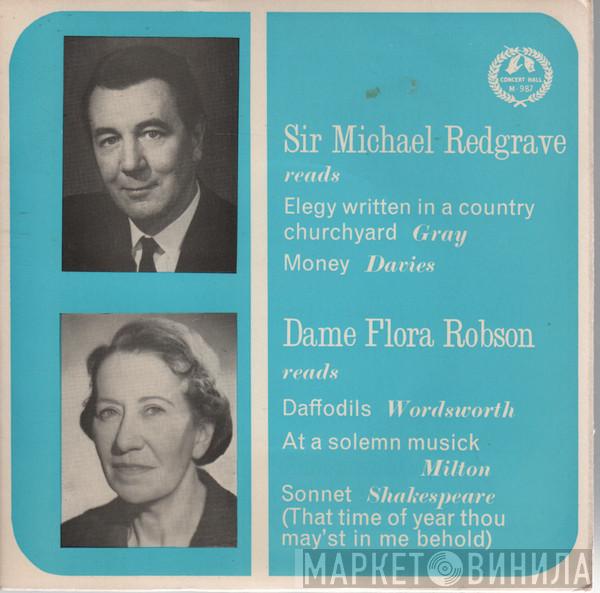 CONCERT HALL
M-987
Sir Michael Redgrave
reads
Elegy written in a country
churchyard Gray
Money Davies
Dame Flora Robson
reads
Daffodils Wordsworth
At a solemn musick
Milton
Sonnet Shakespeare
(That time of year thou
may'st in me behold)
МАРКЕТ ВИНИЛА